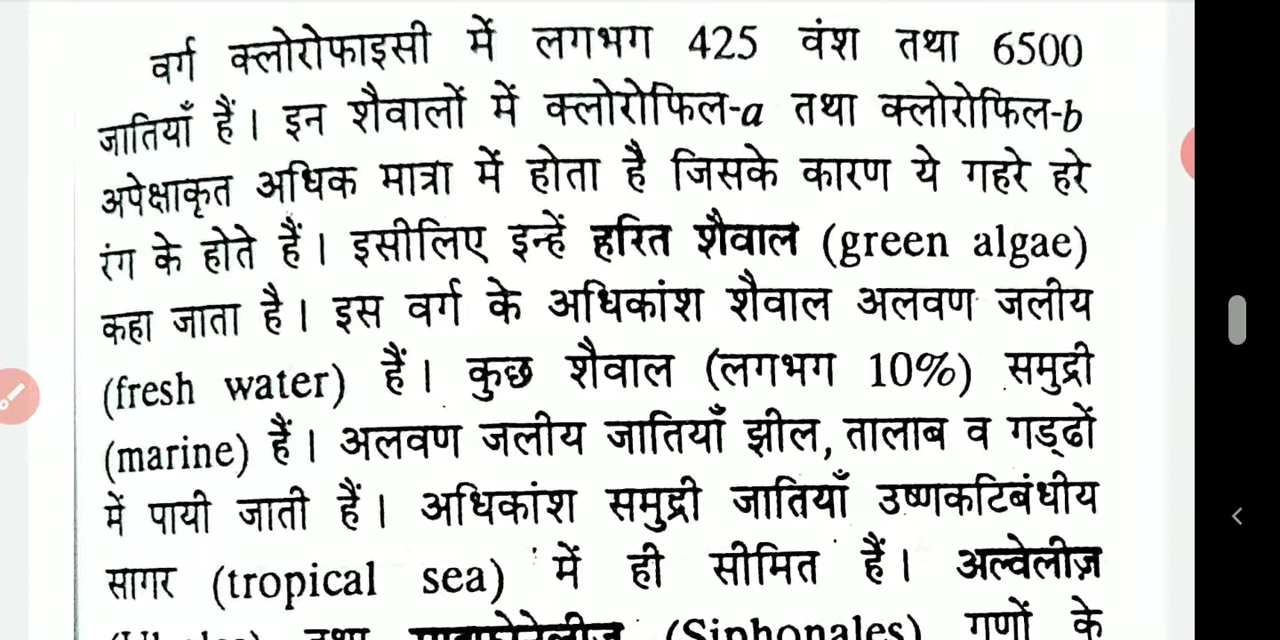 वर्ग क्लोरोफाइसी में लगभग 425 वंश तथा 6500
जातियाँ हैं। इन शैवालों में क्लोरोफिल-a तथा क्लोरोफिल-b
अपेक्षाकृत अधिक मात्रा में होता है जिसके कारण ये गहरे हरे
रंग के होते हैं। इसीलिए इन्हें हरित शैवाल (green algae)
कहा जाता है। इस वर्ग के अधिकांश शैवाल अलवण जलीय
(fresh water) हैं। कुछ शैवाल (लगभग 10%) समुद्री
(marine) हैं। अलवण जलीय जातियाँ झील, तालाब व गड्ढों
में पायी जाती हैं। अधिकांश समुद्री जातियाँ उष्णकटिबंधीय
सागर (tropical sea) में ही सीमित हैं। अल्वेलीज़
तथा (Siphonales) गणों के